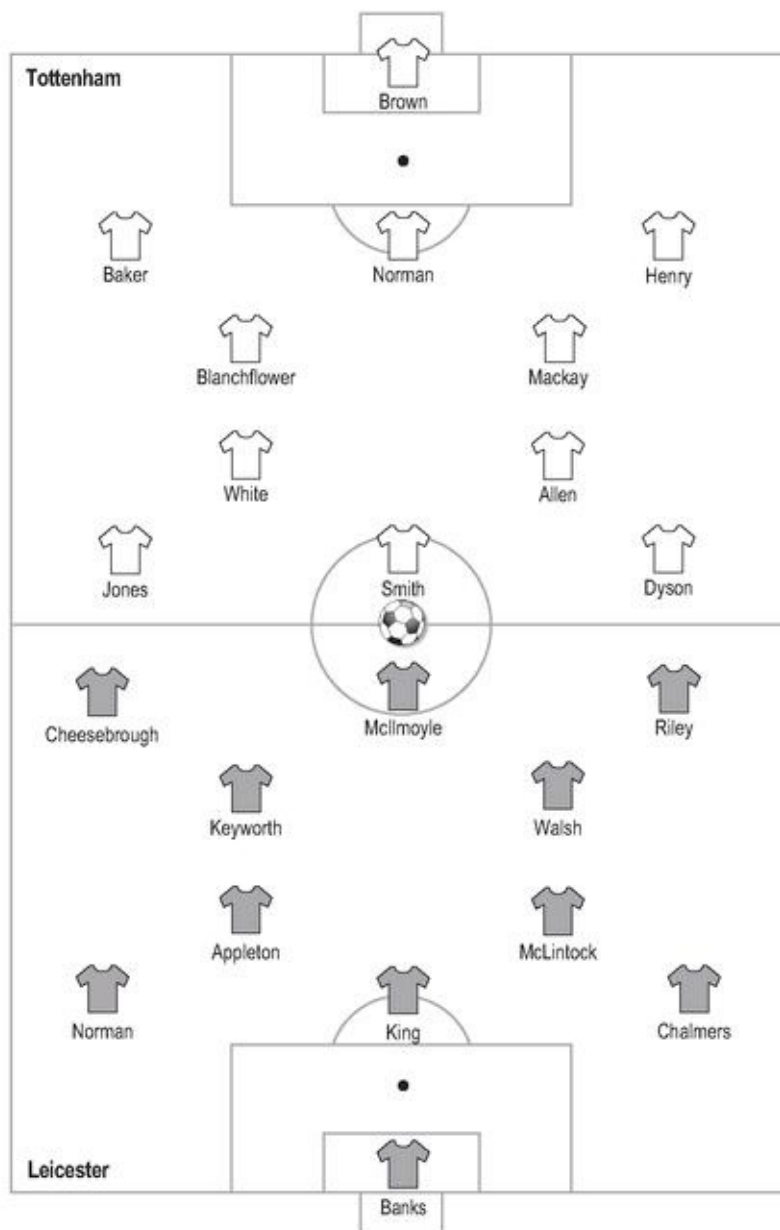 Tottenham
Brown
Baker Norman Henry
Blanchflower Mackay
White Allen
Jones Smith Dyson
Cheesebrough McIlmoyle Riley
Keyworth Walsh
Appleton McLintock
Norman King Chalmers
Leicester
Banks